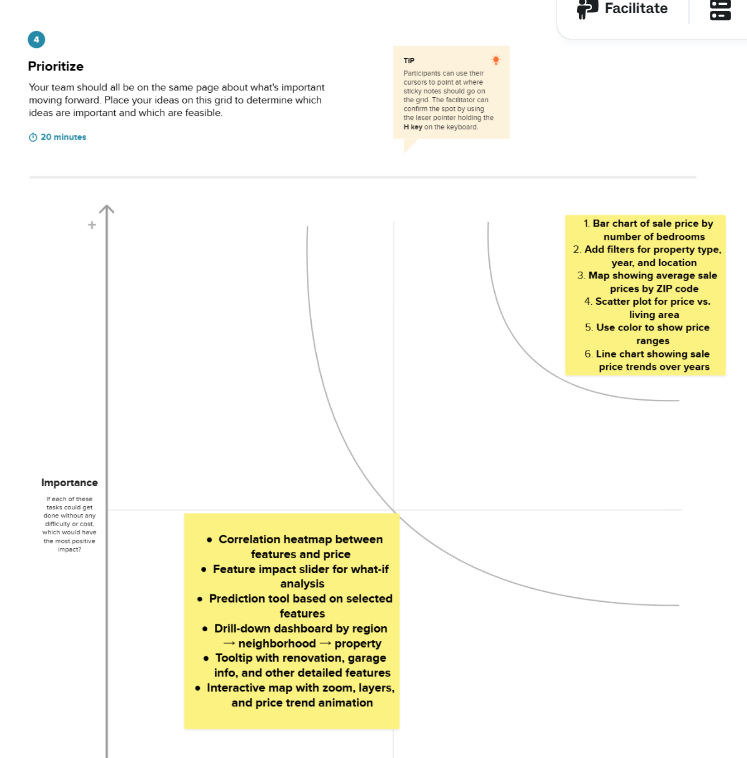 Facilitate
4
Prioritize
Your team should all be on the same page about what's important
moving forward. Place your ideas on this grid to determine which
ideas are important and which are feasible.
20 minutes
TIP
Participants can use their
cursors to point at where
sticky notes should go on
the grid. The facilitator can
confirm the spot by using
the laser pointer holding the
H key on the keyboard.
+
1. Bar chart of sale price by
number of bedrooms
2. Add filters for property type,
year, and location
3. Map showing average sale
prices by ZIP code
4. Scatter plot for price vs.
living area
5. Use color to show price
ranges
6. Line chart showing sale
price trends over years
Importance
If each of these
tasks could get
done without any
difficulty or cost,
which would have
the most positive
impact?
• Correlation heatmap between
features and price
• Feature impact slider for what-if
analysis
• Prediction tool based on selected
features
• Drill-down dashboard by region
→ neighborhood → property
• Tooltip with renovation, garage
info, and other detailed features
• Interactive map with zoom, layers,
and price trend animation